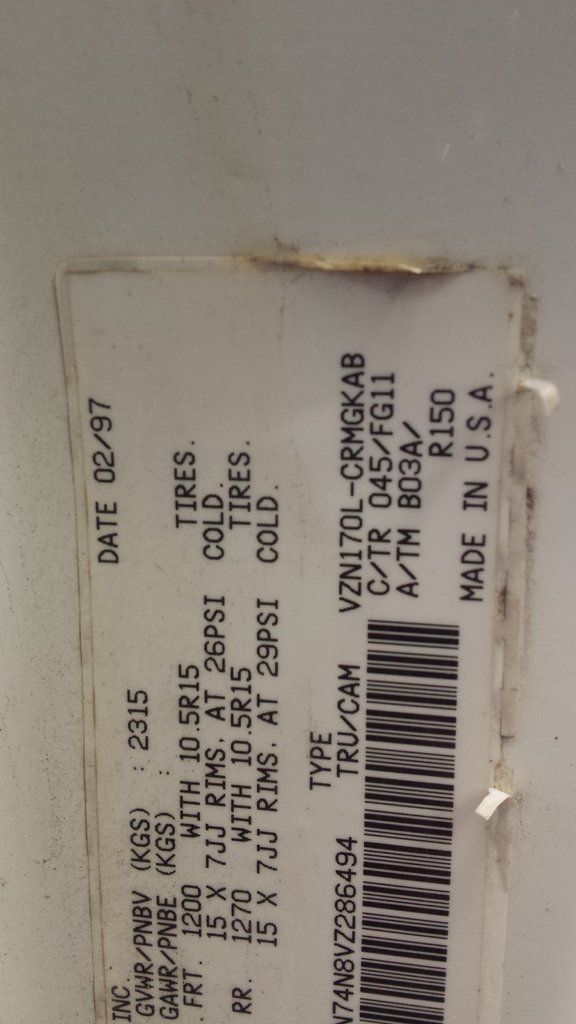 INC. DATE 02/97
GVWR/PNBV (KGS) : 2315
GAWR/PNBE (KGS) :
FRT. 1200 WITH 10.5R15 TIRES.
15 X 7JJ RIMS, AT 26PSI COLD.
RR. 1270 WITH 10.5R15 TIRES.
15 X 7JJ RIMS, AT 29PSI COLD.
TYPE
N74N8VZ286494 TRU/CAM VZN170L-CRMGKAB
C/TR 045/FG11
A/TM B03A/
R150
MADE IN U.S.A.